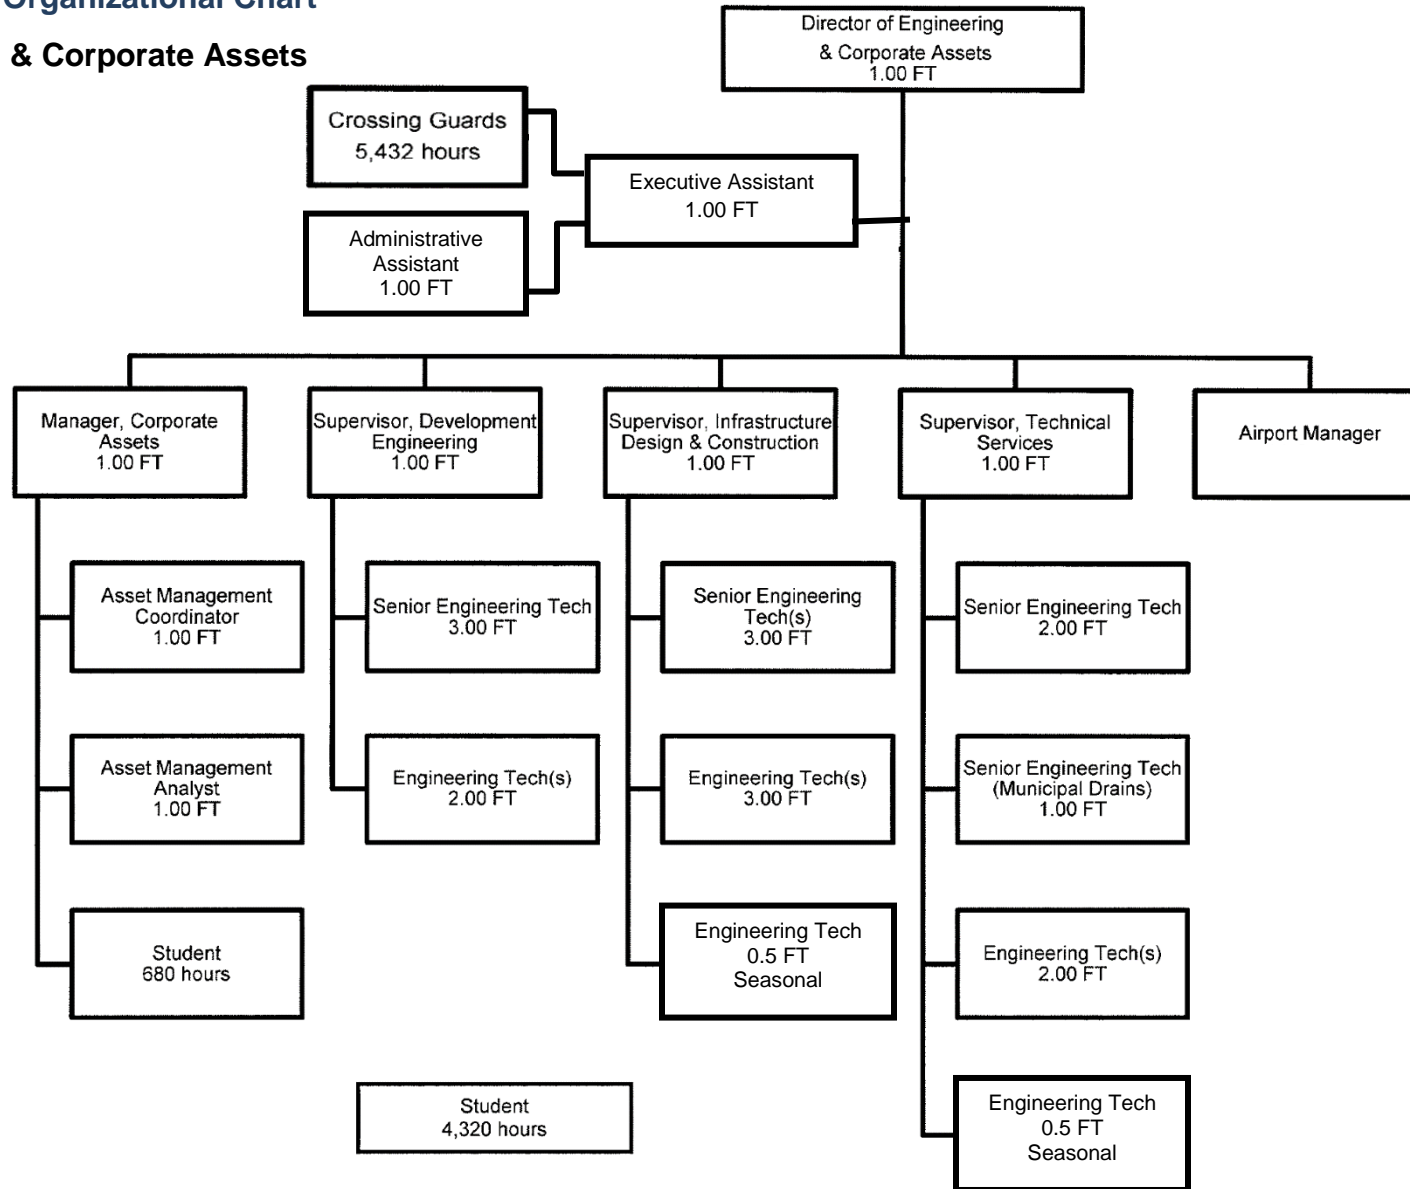 Organizational Chart
& Corporate Assets
Director of Engineering
& Corporate Assets
1.00 FT
Crossing Guards
5,432 hours
Executive Assistant
1.00 FT
Administrative
Assistant
1.00 FT
Manager, Corporate
Assets
1.00 FT
Supervisor, Development
Engineering
1.00 FT
Supervisor, Infrastructure
Design & Construction
1.00 FT
Supervisor, Technical
Services
1.00 FT
Airport Manager
Asset Management
Coordinator
1.00 FT
Senior Engineering Tech
3.00 FT
Senior Engineering
Tech(s)
3.00 FT
Senior Engineering Tech
2.00 FT
Asset Management
Analyst
1.00 FT
Engineering Tech(s)
2.00 FT
Engineering Tech(s)
3.00 FT
Senior Engineering Tech
(Municipal Drains)
1.00 FT
Student
680 hours
Engineering Tech
0.5 FT
Seasonal
Engineering Tech(s)
2.00 FT
Student
4,320 hours
Engineering Tech
0.5 FT
Seasonal